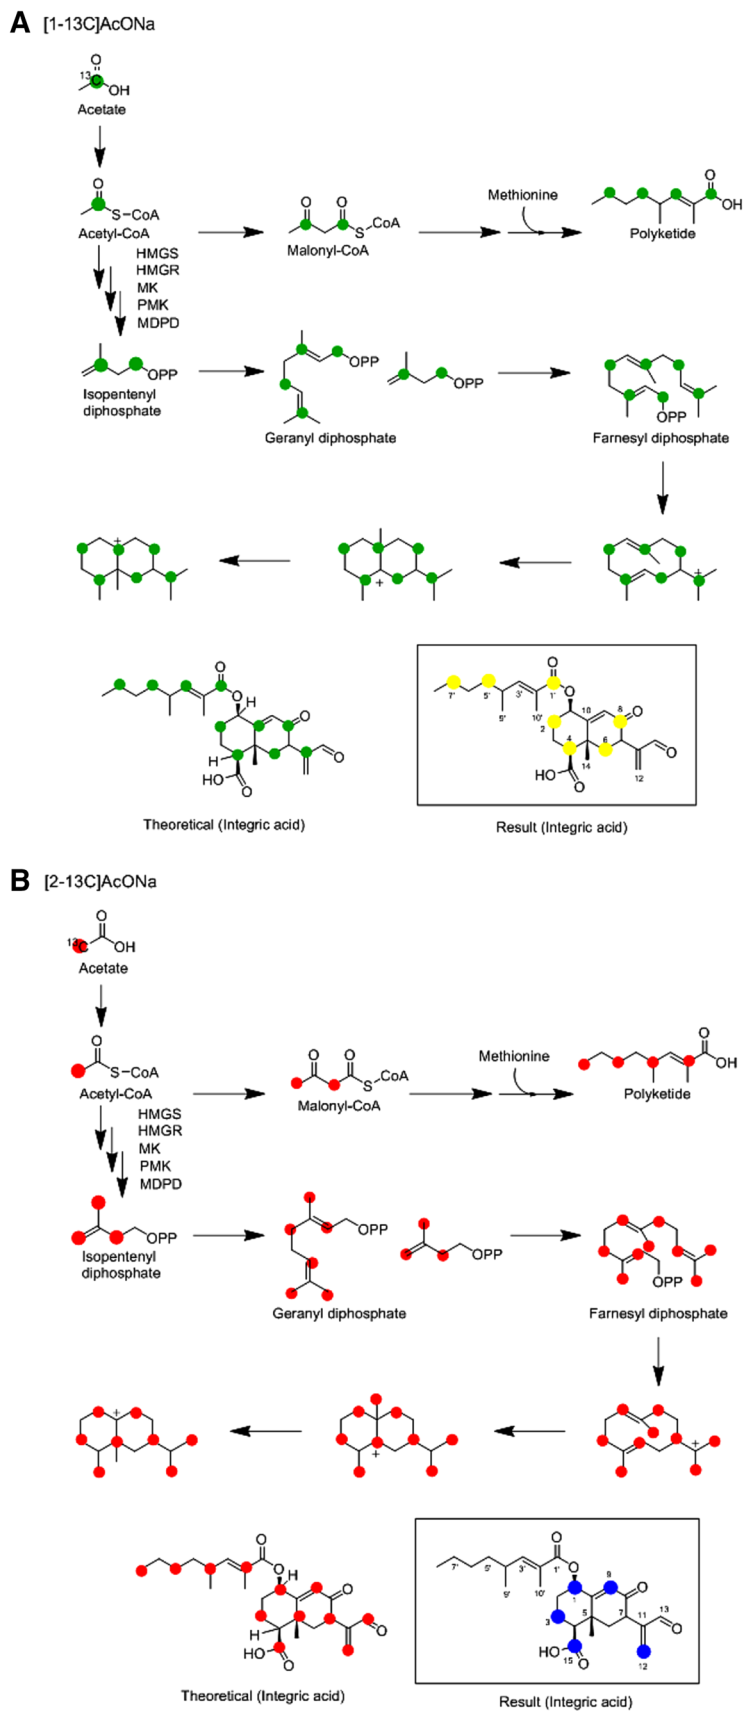 A [1-13C]AcONa
O
13C
OH
Acetate
O
S-CoA
Acetyl-CoA
O O
S CoA
Malonyl-CoA
Methionine
O
OH
Polyketide
HMGS
HMGR
MK
PMK
MDPD
OPP
Isopentenyl
diphosphate
OPP
OPP
Geranyl diphosphate
OPP
Farnesyl diphosphate
+
+
+
O
O
H
O
H
HO
O
O
Theoretical (Integric acid)
O
7' 5' 3' 1'
O
9' 10'
10 8
O
2
4 6
14
O
HO
O
12
Result (Integric acid)
B [2-13C]AcONa
O
13C
OH
Acetate
O
S-CoA
Acetyl-CoA
O O
S CoA
Malonyl-CoA
Methionine
O
OH
Polyketide
HMGS
HMGR
MK
PMK
MDPD
OPP
Isopentenyl
diphosphate
OPP
OPP
Geranyl diphosphate
OPP
Farnesyl diphosphate
+
+
+
O
O
H
O
H
O
HO
O
Theoretical (Integric acid)
O
7' 5' 3' 1'
O
9' 10'
9
1
O
3 5 7
11 13
O
HO
15 O
12
Result (Integric acid)